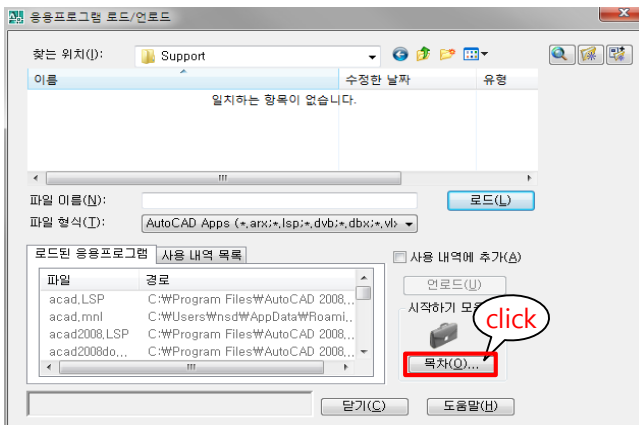 응용프로그램 로드/언로드
찾는 위치(I): Support
이름 수정한 날짜 유형
일치하는 항목이 없습니다.
파일 이름(N): 로드(L)
파일 형식(T): AutoCAD Apps (*.arx;*.lsp;*.dvb;*.dbx;*.vl
로드된 응용프로그램 사용 내역 목록 사용 내역에 추가(A)
파일 경로 언로드(U)
acad.LSP C:₩Program Files₩AutoCAD 2008...
시작하기
acad.mnl C:₩Users₩nsd₩AppData₩Roami...
click
acad2008.LSP C:₩Program Files₩AutoCAD 2008...
acad2008do... C:₩Program Files₩AutoCAD 2008...
목차(O)...
닫기(C) 도움말(H)